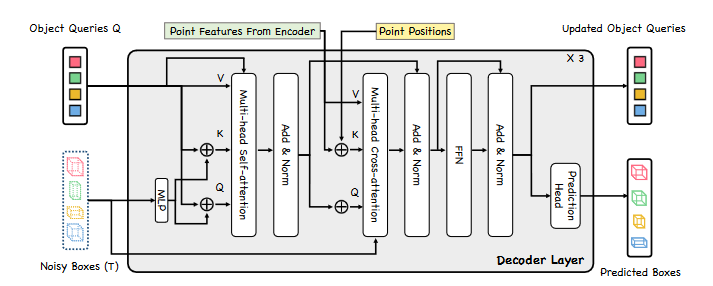 Object Queries Q
Point Features From Encoder
Point Positions
Updated Object Queries
X 3
V
K
Q
Multi-head Self-attention
Add & Norm
V
K
Q
Multi-head Cross-attention
Add & Norm
FFN
Add & Norm
MLP
Prediction
Head
Noisy Boxes (T)
Decoder Layer
Predicted Boxes